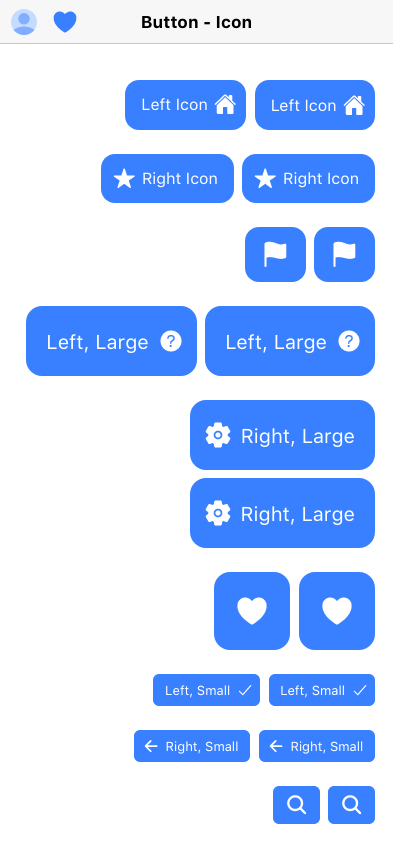 Button - Icon
Left Icon Left Icon
Right Icon Right Icon
Left, Large ? Left, Large ?
Right, Large
Right, Large
Left, Small Left, Small
Right, Small Right, Small